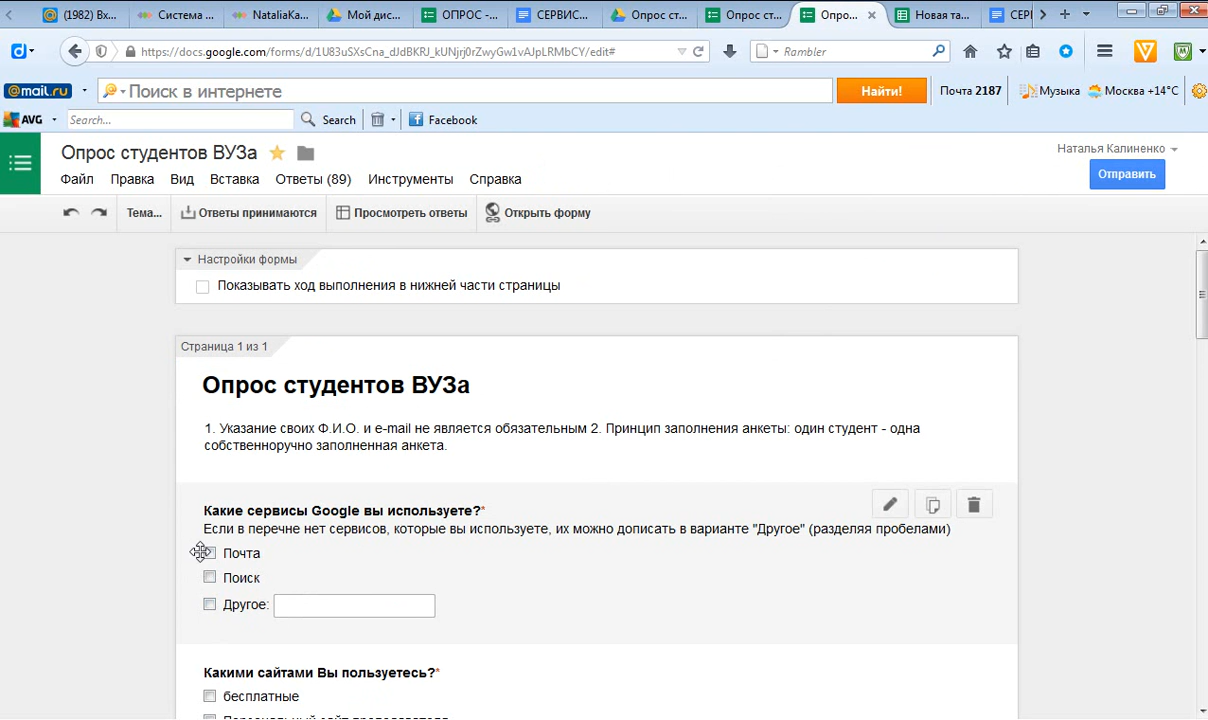 (1982) Вх...
Система ...
NataliaKa...
Мой дис...
ОПРОС -...
СЕРВИС...
Опрос ст...
Опрос ст...
Опро...
Новая та...
СЕРІ
https://docs.google.com/forms/d/1U83uSXsCna_dJdBKRJ_kUNjrj0rZwyGw1vAJpLRMbCY/edit#
Rambler
@mail.ru
Поиск в интернете
Найти!
Почта 2187
Музыка
Москва +14°C
AVG
Search...
Search
Facebook
Опрос студентов ВУЗа
Наталья Калиненко
Файл Правка Вид Вставка Ответы (89) Инструменты Справка
Отправить
Тема...
Ответы принимаются
Просмотреть ответы
Открыть форму
Настройки формы
Показывать ход выполнения в нижней части страницы
Страница 1 из 1
Опрос студентов ВУЗа
1. Указание своих Ф.И.О. и e-mail не является обязательным 2. Принцип заполнения анкеты: один студент - одна
собственноручно заполненная анкета.
Какие сервисы Google вы используете?*
Если в перечне нет сервисов, которые вы используете, их можно дописать в варианте "Другое" (разделяя пробелами)
Почта
Поиск
Другое:
Какими сайтами Вы пользуетесь?*
бесплатные